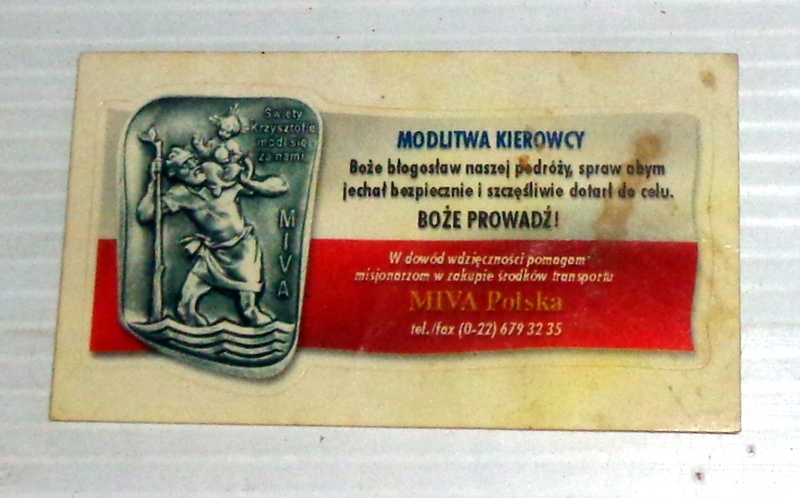 Święty
Krzysztofie
módl się
za nami
MIVA
MODLITWA KIEROWCY
Boże błogosław naszej podróży, spraw abym
jechał bezpiecznie i szczęśliwie dotarł do celu.
BOŻE PROWADŹ!
W dowód wdzięczności pomagam
misjonarzom w zakupie środków transportu
MIVA Polska
tel./fax (0-22) 679 32 35